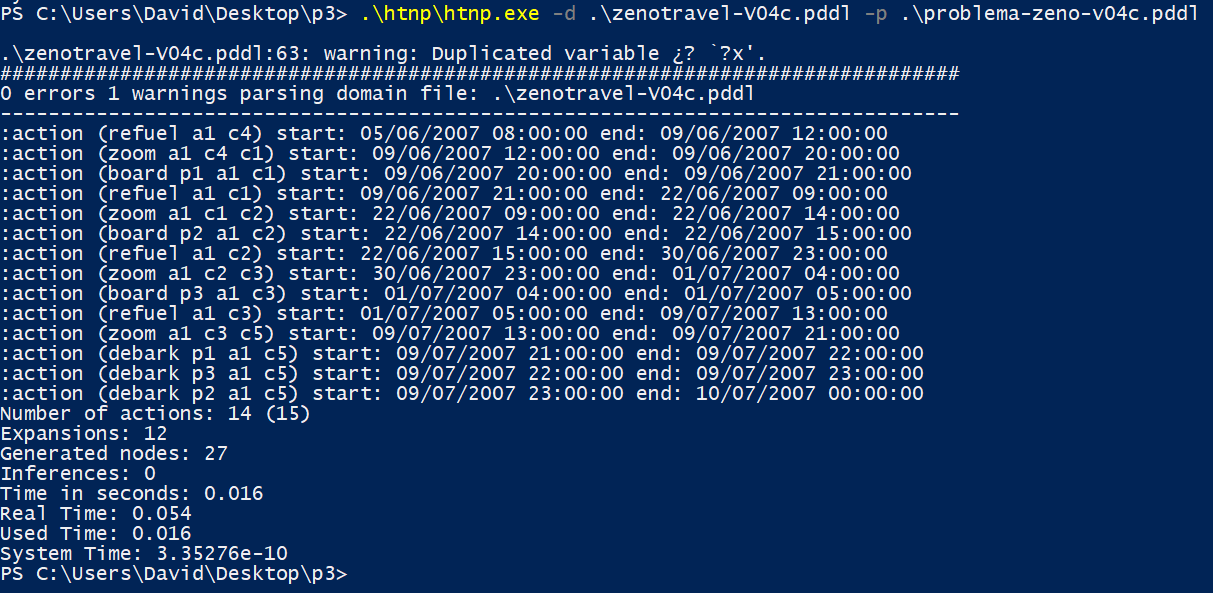 PS C:\Users\David\Desktop\p3> .\htnp\htnp.exe -d .\zenotravel-V04c.pddl -p .\problema-zeno-v04c.pddl
.\zenotravel-V04c.pddl:63: warning: Duplicated variable ¿? `?x'.
################################################################################
0 errors 1 warnings parsing domain file: .\zenotravel-V04c.pddl
--------------------------------------------------------------------------------
:action (refuel a1 c4) start: 05/06/2007 08:00:00 end: 09/06/2007 12:00:00
:action (zoom a1 c4 c1) start: 09/06/2007 12:00:00 end: 09/06/2007 20:00:00
:action (board p1 a1 c1) start: 09/06/2007 20:00:00 end: 09/06/2007 21:00:00
:action (refuel a1 c1) start: 09/06/2007 21:00:00 end: 22/06/2007 09:00:00
:action (zoom a1 c1 c2) start: 22/06/2007 09:00:00 end: 22/06/2007 14:00:00
:action (board p2 a1 c2) start: 22/06/2007 14:00:00 end: 22/06/2007 15:00:00
:action (refuel a1 c2) start: 22/06/2007 15:00:00 end: 30/06/2007 23:00:00
:action (zoom a1 c2 c3) start: 30/06/2007 23:00:00 end: 01/07/2007 04:00:00
:action (board p3 a1 c3) start: 01/07/2007 04:00:00 end: 01/07/2007 05:00:00
:action (refuel a1 c3) start: 01/07/2007 05:00:00 end: 09/07/2007 13:00:00
:action (zoom a1 c3 c5) start: 09/07/2007 13:00:00 end: 09/07/2007 21:00:00
:action (debark p1 a1 c5) start: 09/07/2007 21:00:00 end: 09/07/2007 22:00:00
:action (debark p3 a1 c5) start: 09/07/2007 22:00:00 end: 09/07/2007 23:00:00
:action (debark p2 a1 c5) start: 09/07/2007 23:00:00 end: 10/07/2007 00:00:00
Number of actions: 14 (15)
Expansions: 12
Generated nodes: 27
Inferences: 0
Time in seconds: 0.016
Real Time: 0.054
Used Time: 0.016
System Time: 3.35276e-10
PS C:\Users\David\Desktop\p3>